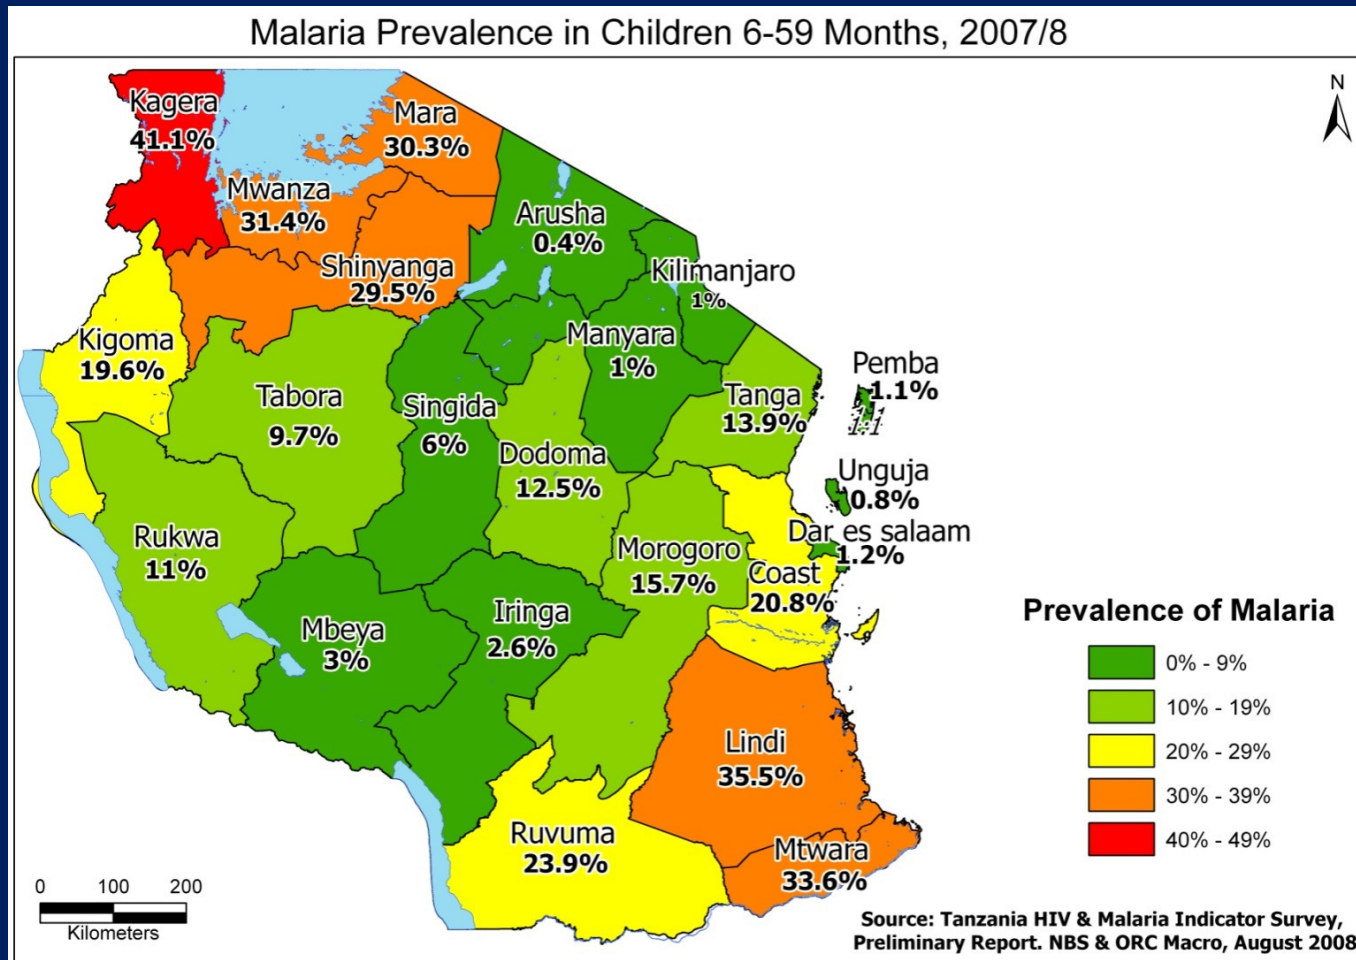 Malaria Prevalence in Children 6-59 Months, 2007/8
N
Kagera
41.1%
Mara
30.3%
Mwanza
31.4%
Arusha
0.4%
Shinyanga
29.5%
Kilimanjaro
1%
Kigoma
19.6%
Manyara
1%
Pemba
1.1%
1.1
Tabora
9.7%
Singida
6%
Tanga
13.9%
Dodoma
12.5%
Unguja
0.8%
Rukwa
11%
Dar es salaam
1.2%
Morogoro
15.7%
Coast
20.8%
Mbeya
3%
Iringa
2.6%
Lindi
35.5%
Ruvuma
23.9%
Mtwara
33.6%
Prevalence of Malaria
0% - 9%
10% - 19%
20% - 29%
30% - 39%
40% - 49%
0 100 200
Kilometers
Source: Tanzania HIV & Malaria Indicator Survey,
Preliminary Report. NBS & ORC Macro, August 2008